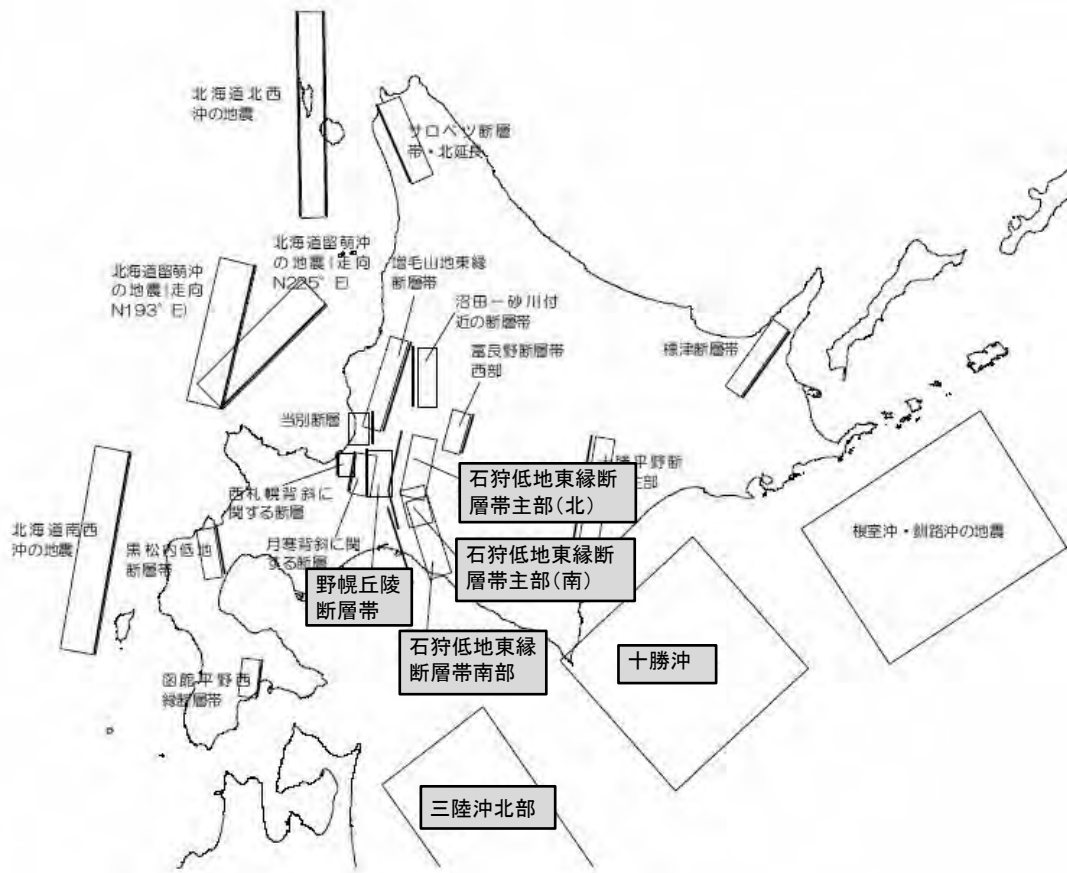 北海道北西
沖の地震
サロベツ断層
帯・北延長
北海道留萌沖
の地震(走向
N225°E)
北海道留萌沖
の地震(走向
N193°E)
増毛山地東縁
断層帯
沼田－砂川付
近の断層帯
富良野断層帯
西部
標津断層帯
当別断層
西札幌背斜に
関する断層
月寒背斜に関
する断層
石狩低地東縁断
層帯主部(北)
十勝平野断
主部
北海道南西
沖の地震
黒松内低地
断層帯
石狩低地東縁断
層帯主部(南)
根室沖・釧路沖の地震
野幌丘陵
断層帯
石狩低地東縁
断層帯南部
十勝沖
函館平野西
縁断層帯
三陸沖北部